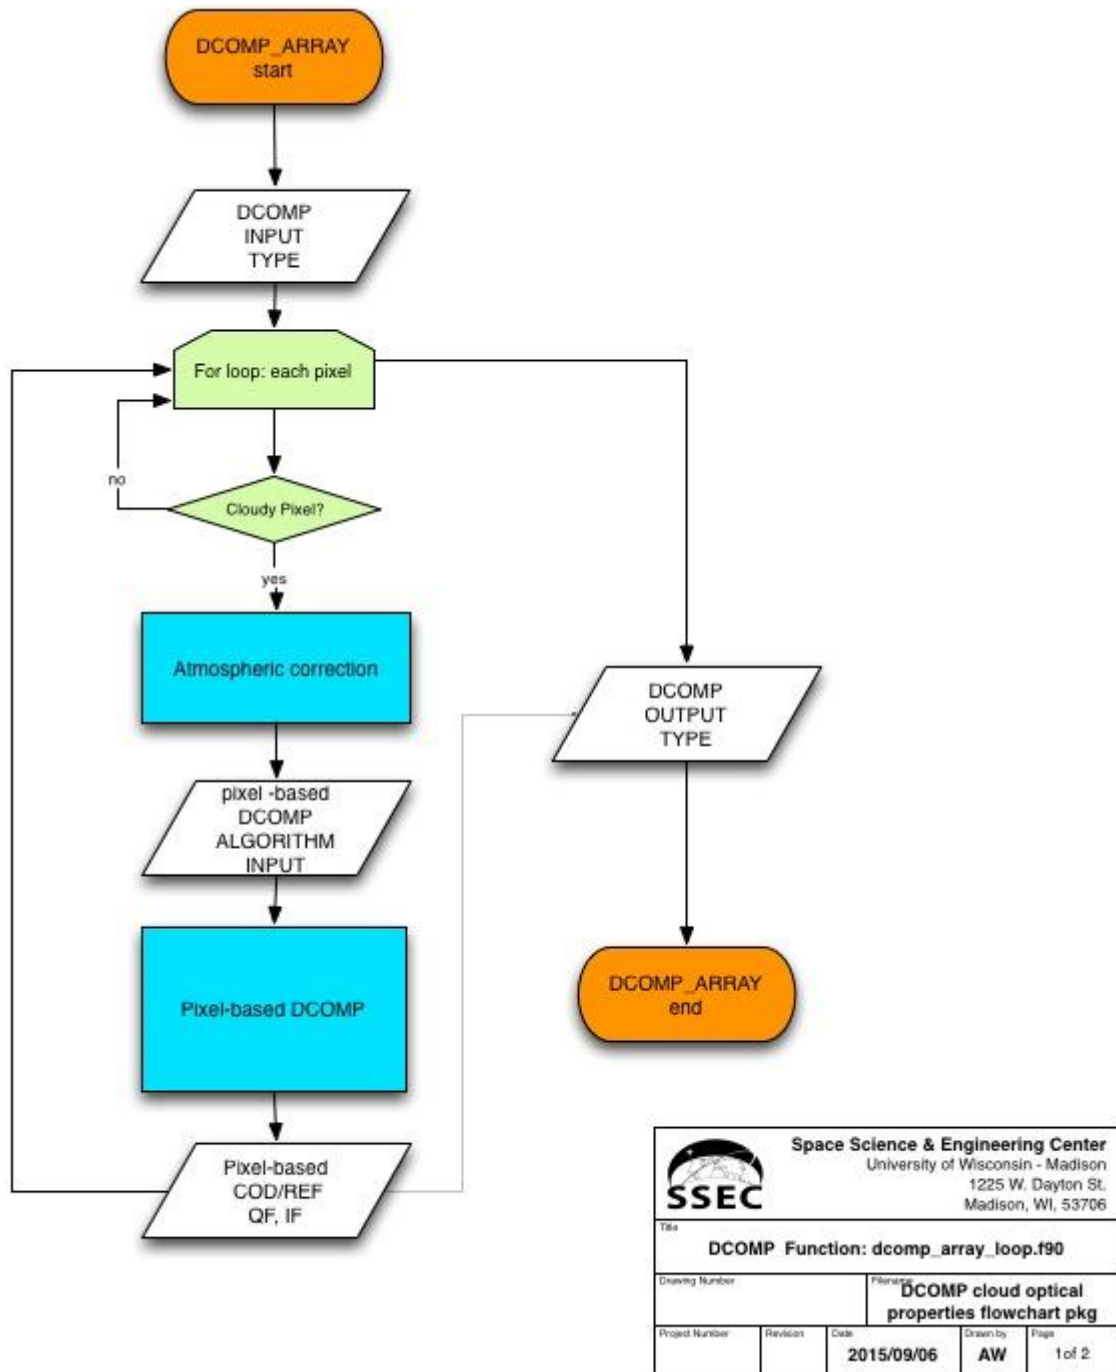 DCOMP_ARRAY
start
DCOMP
INPUT
TYPE
For loop: each pixel
no
Cloudy Pixel?
yes
Atmospheric correction
DCOMP
OUTPUT
TYPE
pixel -based
DCOMP
ALGORITHM
INPUT
DCOMP_ARRAY
end
Pixel-based DCOMP
Pixel-based
COD/REF
QF, IF
SSEC
Space Science & Engineering Center
University of Wisconsin - Madison
1225 W. Dayton St.
Madison, WI, 53706
Title
DCOMP Function: dcomp_array_loop.f90
Drawing Number
Filename
DCOMP cloud optical
properties flowchart pkg
Project Number
Revision
Date
2015/09/06
Drawn by
AW
Page
1of 2